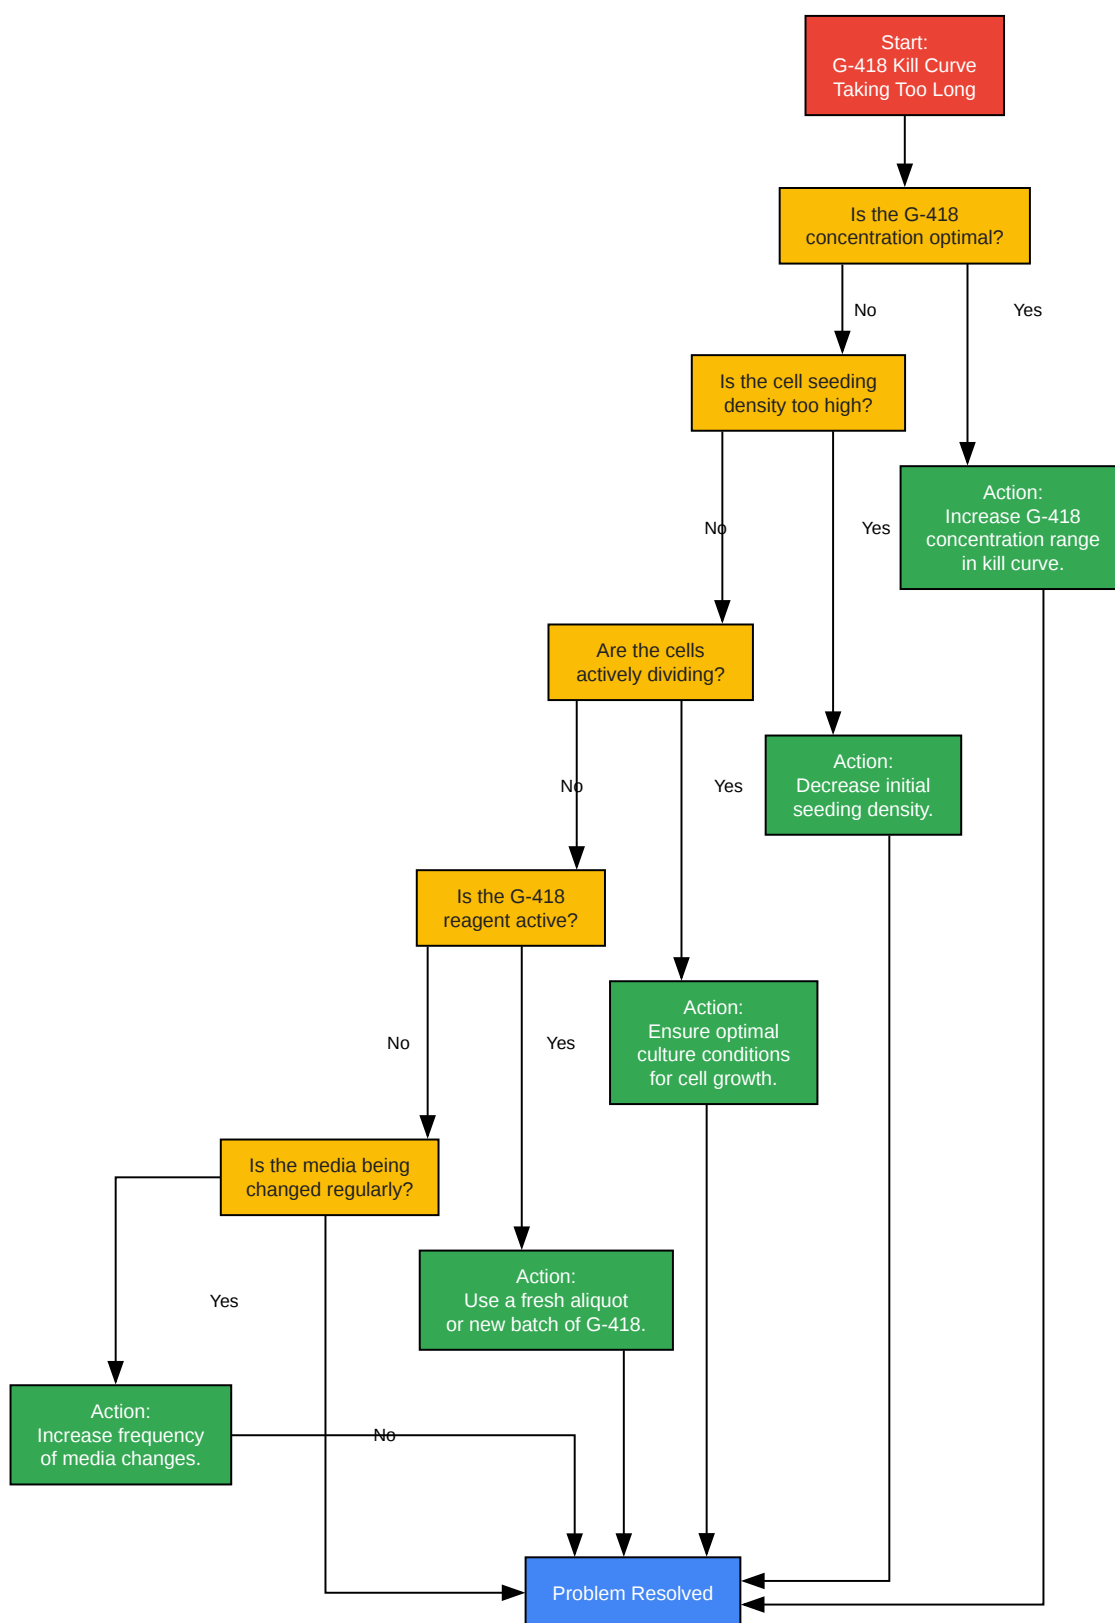 Start:
G-418 Kill Curve
Taking Too Long
Is the G-418
concentration optimal?
No
Yes
Is the cell seeding
density too high?
Action:
Increase G-418
concentration range
in kill curve.
No
Yes
Are the cells
actively dividing?
Action:
Decrease initial
seeding density.
No
Yes
Is the G-418
reagent active?
Action:
Ensure optimal
culture conditions
for cell growth.
No
Yes
Is the media being
changed regularly?
Action:
Use a fresh aliquot
or new batch of G-418.
Yes
Action:
Increase frequency
of media changes.
No
Problem Resolved